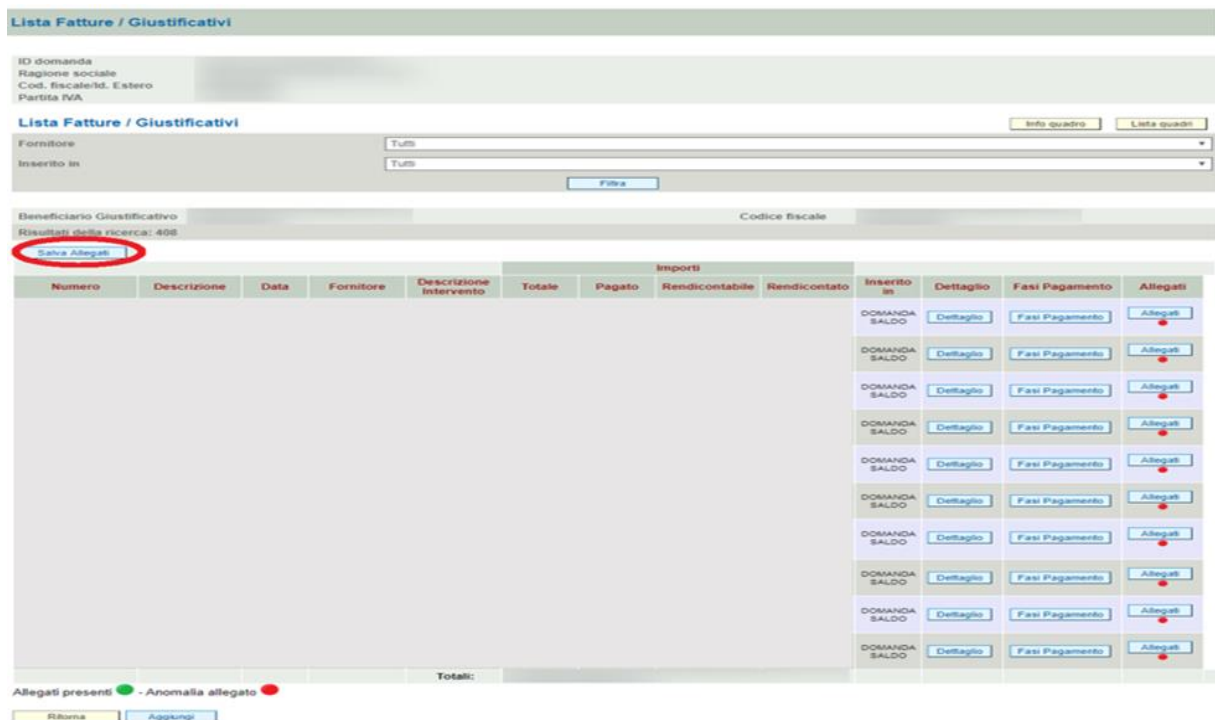 Lista Fatture / Giustificativi
ID domanda
Ragione sociale
Cod. fiscale/Id. Estero
Partita IVA
Lista Fatture / Giustificativi Info quadro Lista quadri
Fornitore Tutti
Inserito in Tutti
Filtra
Beneficiario Giustificativo Codice fiscale
Risultati della ricerca: 408
Salva Allegati
Importi
Numero Descrizione Data Fornitore Descrizione Intervento Totale Pagato Rendicontabile Rendicontato Inserito in Dettaglio Fasi Pagamento Allegati
DOMANDA SALDO Dettaglio Fasi Pagamento Allegati
DOMANDA SALDO Dettaglio Fasi Pagamento Allegati
DOMANDA SALDO Dettaglio Fasi Pagamento Allegati
DOMANDA SALDO Dettaglio Fasi Pagamento Allegati
DOMANDA SALDO Dettaglio Fasi Pagamento Allegati
DOMANDA SALDO Dettaglio Fasi Pagamento Allegati
DOMANDA SALDO Dettaglio Fasi Pagamento Allegati
DOMANDA SALDO Dettaglio Fasi Pagamento Allegati
DOMANDA SALDO Dettaglio Fasi Pagamento Allegati
DOMANDA SALDO Dettaglio Fasi Pagamento Allegati
Totali:
Allegati presenti - Anomalia allegato
Ritorna Aggiungi